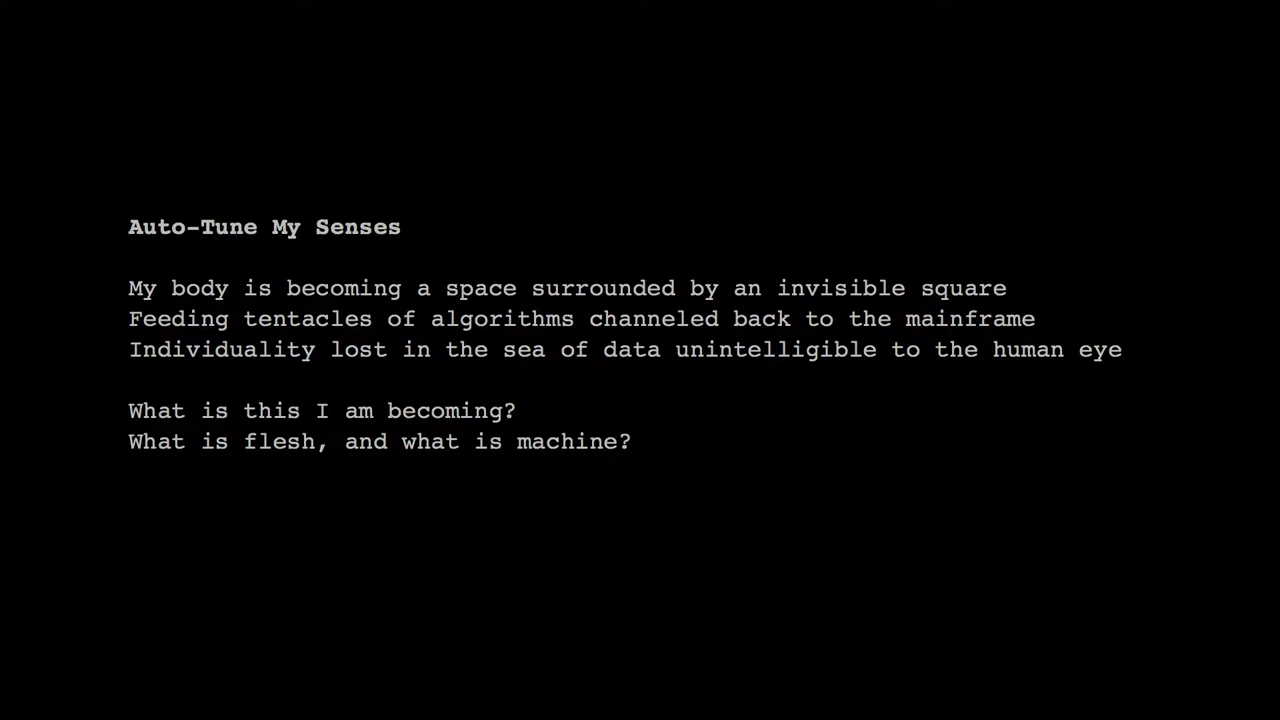 Auto-Tune My Senses
My body is becoming a space surrounded by an invisible square
Feeding tentacles of algorithms channeled back to the mainframe
Individuality lost in the sea of data unintelligible to the human eye
What is this I am becoming?
What is flesh, and what is machine?